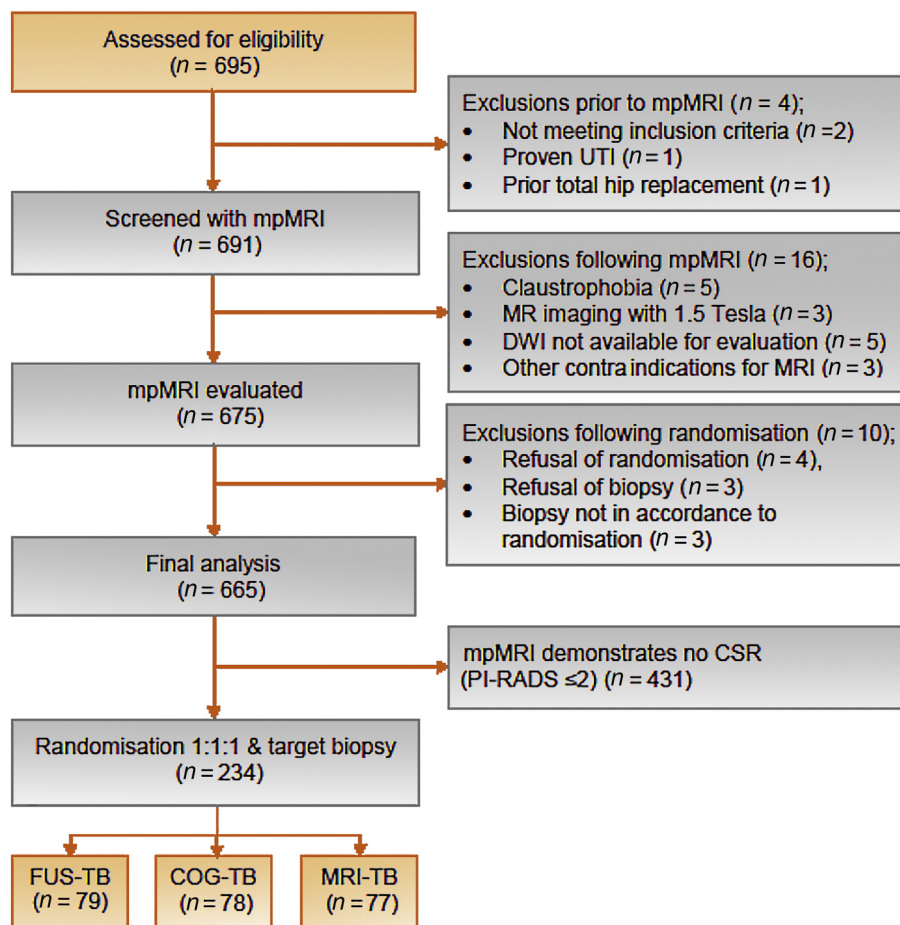 Assessed for eligibility
(n = 695)
Exclusions prior to mpMRI (n = 4);
• Not meeting inclusion criteria (n =2)
• Proven UTI (n = 1)
• Prior total hip replacement (n = 1)
Screened with mpMRI
(n = 691)
Exclusions following mpMRI (n = 16);
• Claustrophobia (n = 5)
• MR imaging with 1.5 Tesla (n = 3)
• DWI not available for evaluation (n = 5)
• Other contraindications for MRI (n = 3)
mpMRI evaluated
(n = 675)
Exclusions following randomisation (n = 10);
• Refusal of randomisation (n = 4),
• Refusal of biopsy (n = 3)
• Biopsy not in accordance to
randomisation (n = 3)
Final analysis
(n = 665)
mpMRI demonstrates no CSR
(PI-RADS ≤2) (n = 431)
Randomisation 1:1:1 & target biopsy
(n = 234)
FUS-TB
(n = 79)
COG-TB
(n = 78)
MRI-TB
(n = 77)